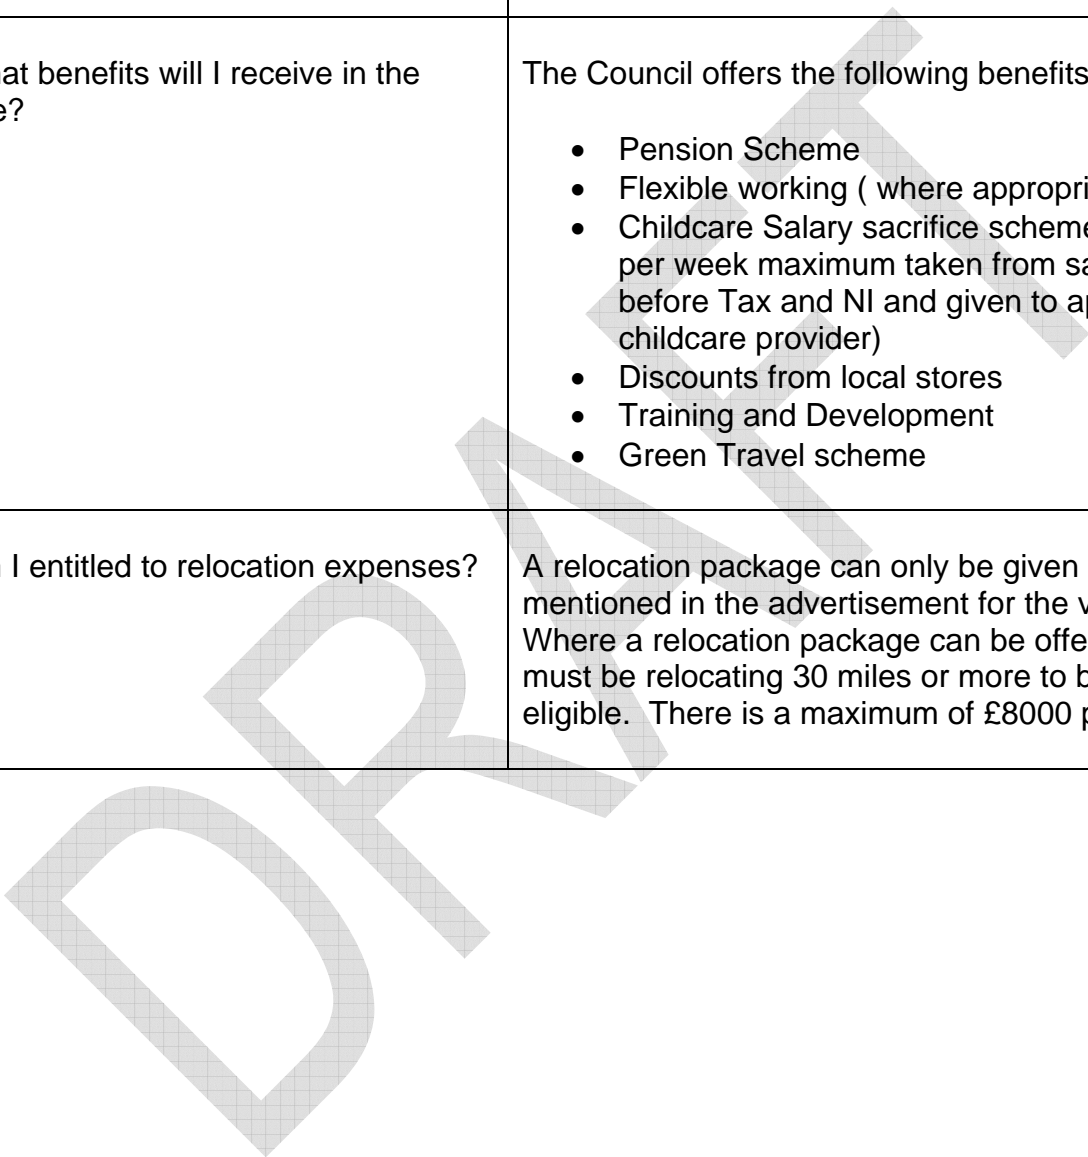 at benefits will I receive in the
e?
The Council offers the following benefits
• Pension Scheme
• Flexible working ( where appropri
• Childcare Salary sacrifice scheme
per week maximum taken from sa
before Tax and NI and given to ap
childcare provider)
• Discounts from local stores
• Training and Development
• Green Travel scheme
I entitled to relocation expenses?
A relocation package can only be given
mentioned in the advertisement for the v
Where a relocation package can be offe
must be relocating 30 miles or more to b
eligible. There is a maximum of £8000 p
DRAFT